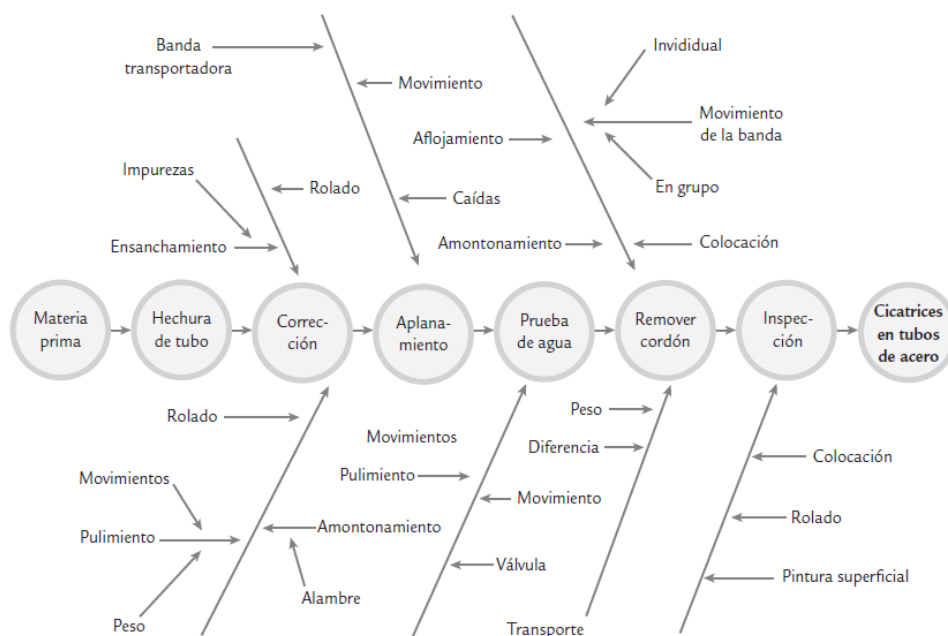 Banda
transportadora
Movimiento
Aflojamiento
Caídas
Invididual
Movimiento
de la banda
En grupo
Impurezas
Rolado
Ensanchamiento
Amontonamiento
Colocación
Materia
prima
Hechura
de tubo
Correc-
ción
Aplana-
miento
Prueba
de agua
Remover
cordón
Inspec-
ción
Cicatrices
en tubos
de acero
Rolado
Movimientos
Pulimiento
Peso
Amontonamiento
Alambre
Movimientos
Pulimiento
Movimiento
Válvula
Peso
Diferencia
Transporte
Colocación
Rolado
Pintura superficial